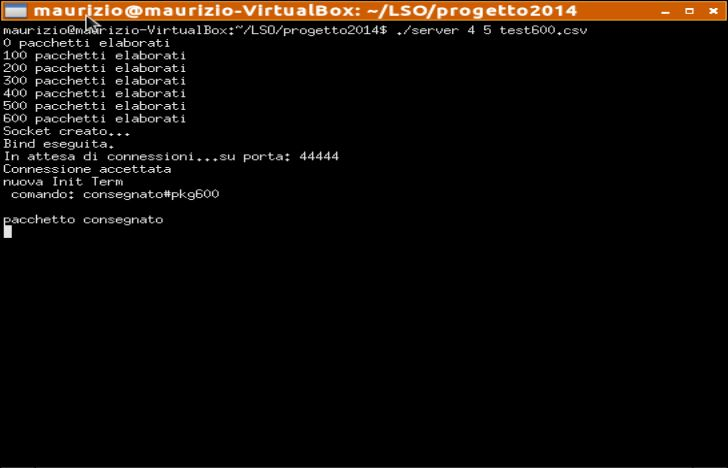 maurizio@maurizio-VirtualBox: ~/LSO/progetto2014
maurizio@maurizio-VirtualBox:~/LSO/progetto2014$ ./server 4 5 test600.csv
0 pacchetti elaborati
100 pacchetti elaborati
200 pacchetti elaborati
300 pacchetti elaborati
400 pacchetti elaborati
500 pacchetti elaborati
600 pacchetti elaborati
Socket creato...
Bind eseguita.
In attesa di connessioni...su porta: 44444
Connessione accettata
nuova Init Term
comando: consegnato#pkg600
pacchetto consegnato